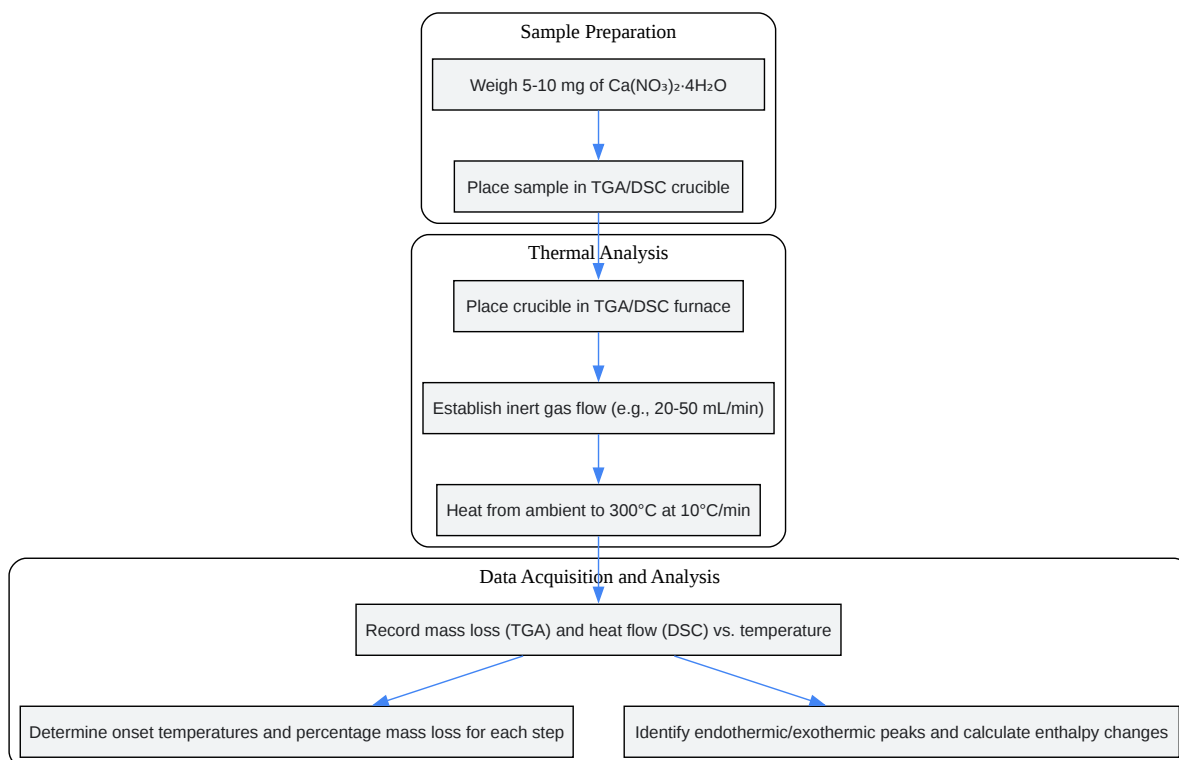 Sample Preparation
Weigh 5-10 mg of Ca(NO₃)₂·4H₂O
Place sample in TGA/DSC crucible
Thermal Analysis
Place crucible in TGA/DSC furnace
Establish inert gas flow (e.g., 20-50 mL/min)
Heat from ambient to 300°C at 10°C/min
Data Acquisition and Analysis
Record mass loss (TGA) and heat flow (DSC) vs. temperature
Determine onset temperatures and percentage mass loss for each step
Identify endothermic/exothermic peaks and calculate enthalpy changes